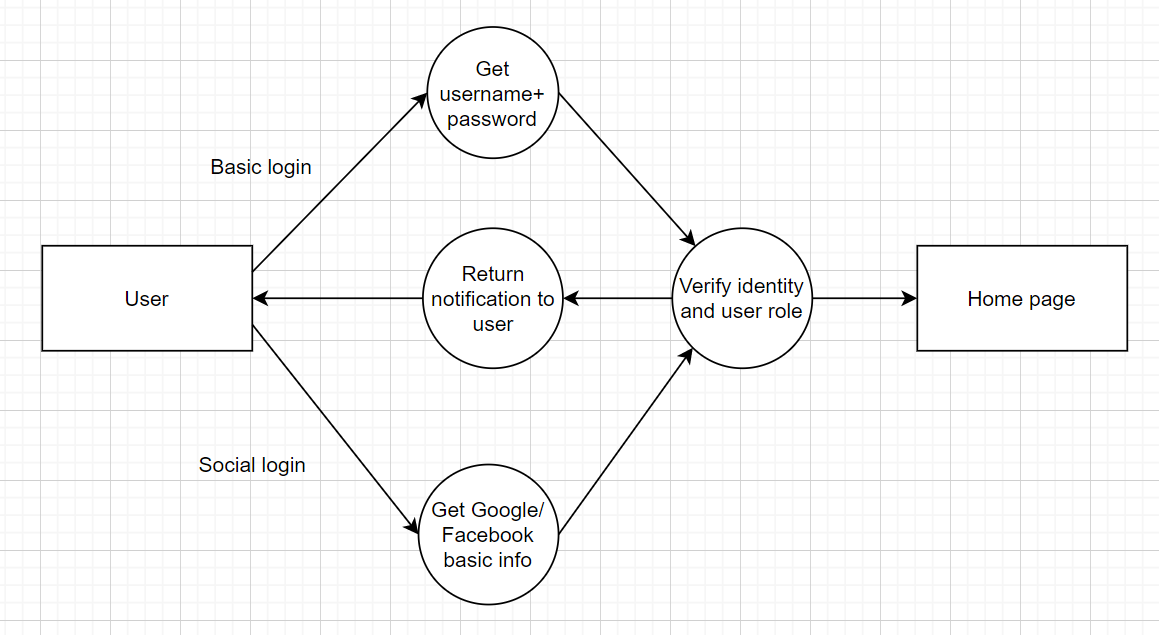 Get
username+
password
Basic login
User
Return
notification to
user
Verify identity
and user role
Home page
Social login
Get Google/
Facebook
basic info